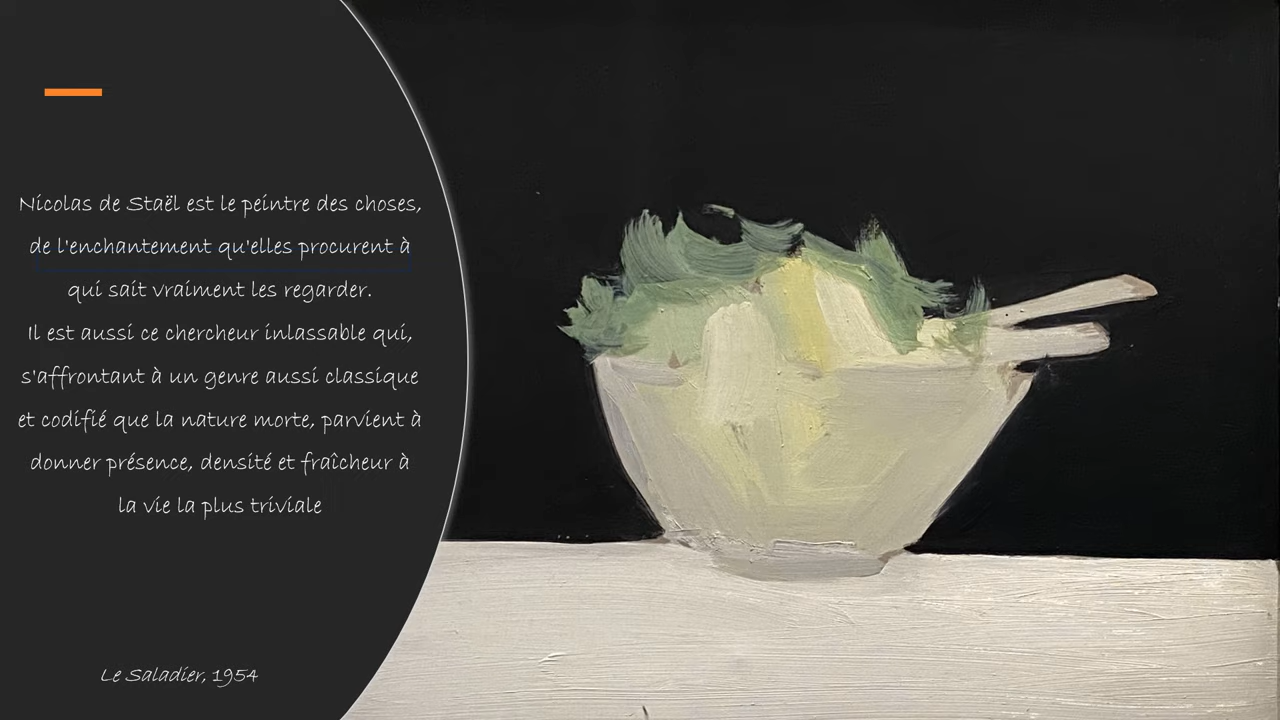 Nicolas de Staël est le peintre des choses,
de l'enchantement qu'elles procurent à
qui sait vraiment les regarder.
Il est aussi ce chercheur inlassable qui,
s'affrontant à un genre aussi classique
et codifié que la nature morte, parvient à
donner présence, densité et fraîcheur à
la vie la plus triviale
Le Saladier, 1954